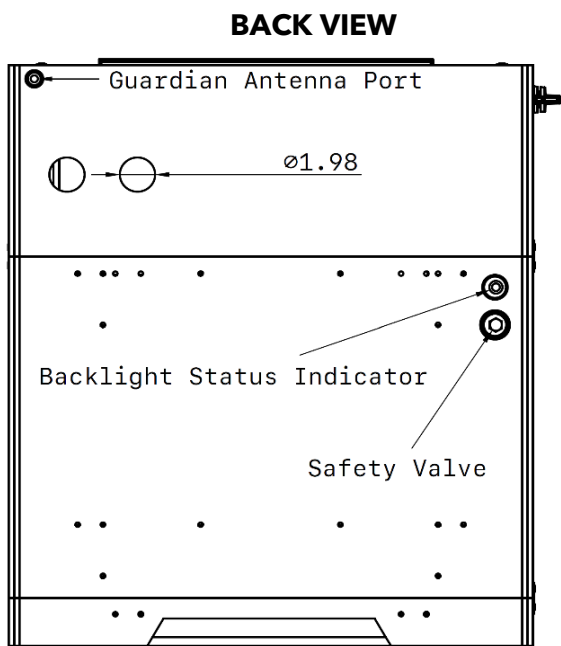 BACK VIEW
Guardian Antenna Port
⌀1.98
Backlight Status Indicator
Safety Valve